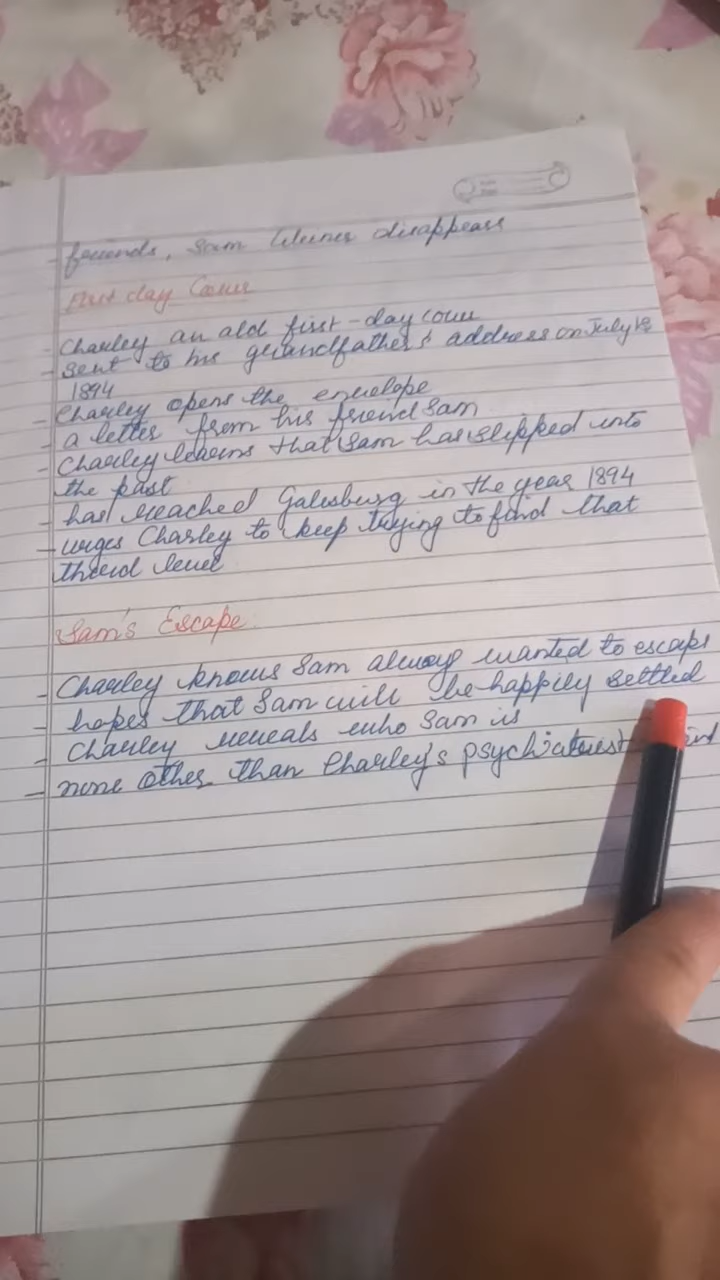 - friends, Sam Weiner disappears
First day Cover
- Charley an old first-day cover
- sent to his grandfather's address on July 18
1894
- Charley opens the envelope
- a letter from his friend Sam
- Charley learns that Sam has slipped into
the past
- has reached Galesburg in the year 1894
- urges Charley to keep trying to find that
third level
Sam's Escape
- Charley knows Sam always wanted to escape
- hopes that Sam will be happily settled
- Charley reveals who Sam is
- none other than Charley's psychiatrist